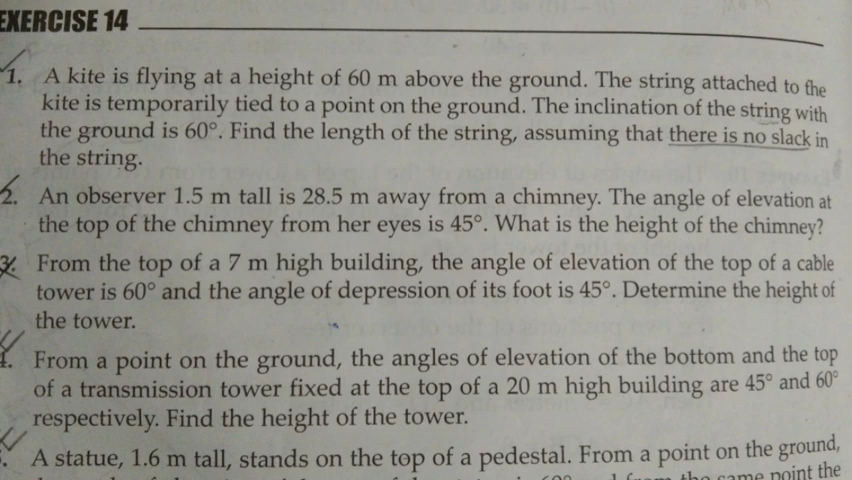 EXERCISE 14
1. A kite is flying at a height of 60 m above the ground. The string attached to the
kite is temporarily tied to a point on the ground. The inclination of the string with
the ground is 60°. Find the length of the string, assuming that there is no slack in
the string.
2. An observer 1.5 m tall is 28.5 m away from a chimney. The angle of elevation at
the top of the chimney from her eyes is 45°. What is the height of the chimney?
3. From the top of a 7 m high building, the angle of elevation of the top of a cable
tower is 60° and the angle of depression of its foot is 45°. Determine the height of
the tower.
4. From a point on the ground, the angles of elevation of the bottom and the top
of a transmission tower fixed at the top of a 20 m high building are 45° and 60°
respectively. Find the height of the tower.
A statue, 1.6 m tall, stands on the top of a pedestal. From a point on the ground,
the same point the